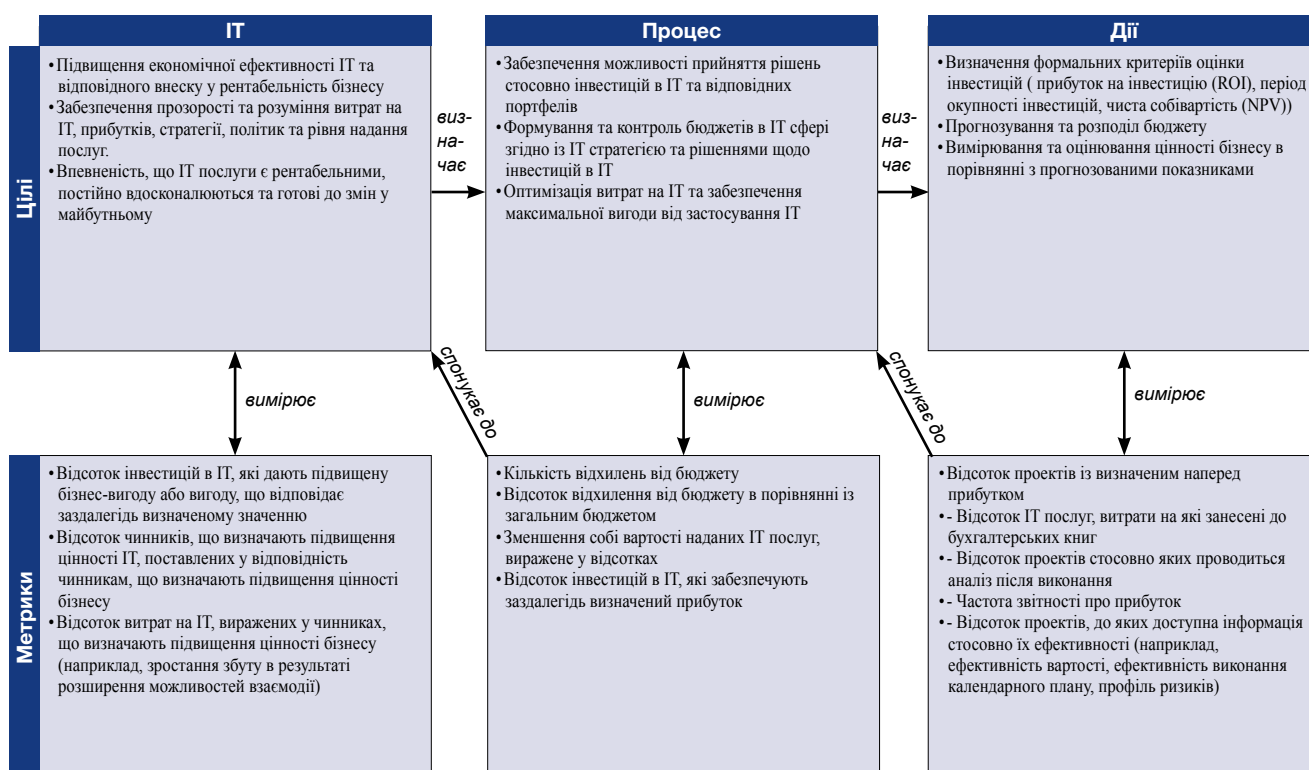 ІТ
Процес
Дії
Цілі
•Підвищення економічної ефективності ІТ та
відповідного внеску у рентабельність бізнесу
•Забезпечення прозорості та розуміння витрат на
ІТ, прибутків, стратегії, політик та рівня надання
послуг.
•Впевненість, що ІТ послуги є рентабельними,
постійно вдосконалюються та готові до змін у
майбутньому
виз-
на-
чає
•Забезпечення можливості прийняття рішень
стосовно інвестицій в ІТ та відповідних
портфелів
•Формування та контроль бюджетів в ІТ сфері
згідно із ІТ стратегією та рішеннями щодо
інвестицій в ІТ
•Оптимізація витрат на ІТ та забезпечення
максимальної вигоди від застосування ІТ
виз-
на-
чає
•Визначення формальних критеріїв оцінки
інвестицій ( прибуток на інвестицію (ROI), період
окупності інвестицій, чиста собівартість (NPV))
•Прогнозування та розподіл бюджету
•Вимірювання та оцінювання цінності бізнесу в
порівнянні з прогнозованими показниками
вимірює
спонукає до
вимірює
спонукає до
вимірює
Метрики
•Відсоток інвестицій в ІТ, які дають підвищену
бізнес-вигоду або вигоду, що відповідає
заздалегідь визначеному значенню
•Відсоток чинників, що визначають підвищення
цінності ІТ, поставлених у відповідність
чинникам, що визначають підвищення цінності
бізнесу
•Відсоток витрат на ІТ, виражених у чинниках,
що визначають підвищення цінності бізнесу
(наприклад, зростання збуту в результаті
розширення можливостей взаємодії)
•Кількість відхилень від бюджету
•Відсоток відхилення від бюджету в порівнянні із
загальним бюджетом
•Зменшення собі вартості наданих ІТ послуг,
виражене у відсотках
•Відсоток інвестицій в ІТ, які забезпечують
заздалегідь визначений прибуток
•Відсоток проектів із визначеним наперед
прибутком
•- Відсоток ІТ послуг, витрати на які занесені до
бухгалтерських книг
•- Відсоток проектів стосовно яких проводиться
аналіз після виконання
•- Частота звітності про прибуток
•- Відсоток проектів, до яких доступна інформація
стосовно їх ефективності (наприклад,
ефективність вартості, ефективність виконання
календарного плану, профіль ризиків)